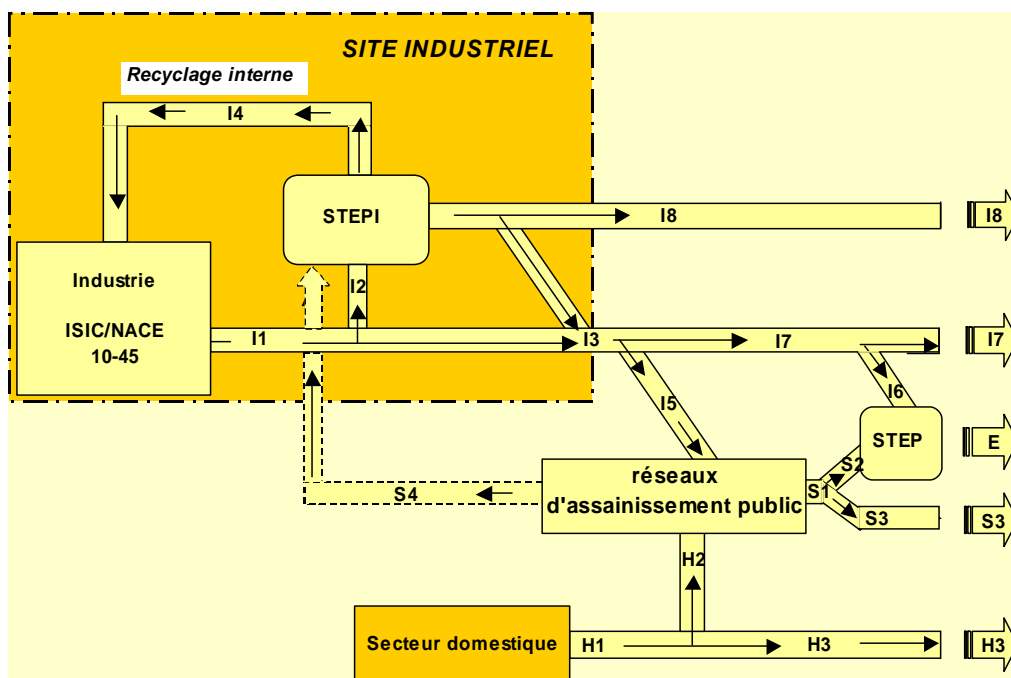 SITE INDUSTRIEL
Recyclage interne
I4
STEPI
I8
I8
Industrie
ISIC/NACE
10-45
I2
I1
I3
I7
I7
I5
I6
STEP
E
réseaux
d'assainissement public
S1
S2
S4
S3
S3
H2
Secteur domestique
H1
H3
H3